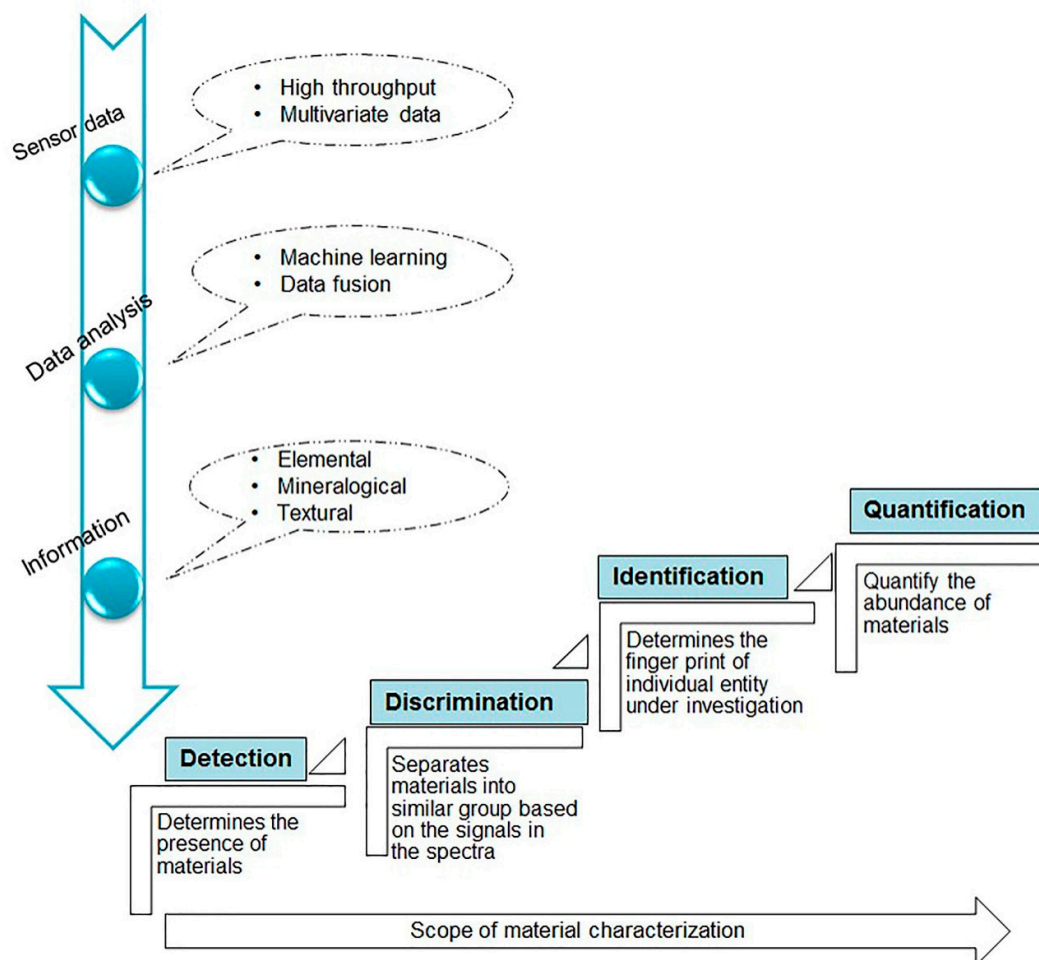 Sensor data
• High throughput
• Multivariate data
Data analysis
• Machine learning
• Data fusion
Information
• Elemental
• Mineralogical
• Textural
Detection
Determines the
presence of
materials
Discrimination
Separates
materials into
similar group based
on the signals in
the spectra
Identification
Determines the
finger print of
individual entity
under investigation
Quantification
Quantify the
abundance of
materials
Scope of material characterization